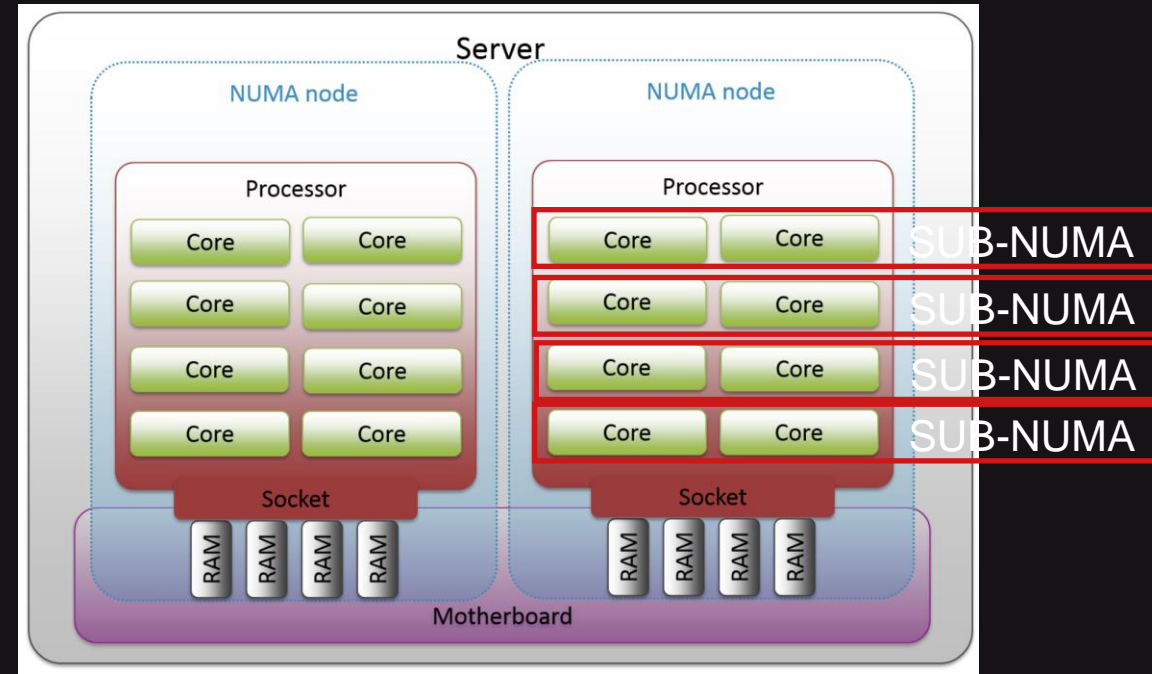 Server
NUMA node
NUMA node
Processor
Processor
Core Core
Core Core
SUB-NUMA
Core Core
Core Core
SUB-NUMA
Core Core
Core Core
SUB-NUMA
Core Core
Core Core
SUB-NUMA
Socket
Socket
RAM RAM RAM RAM
RAM RAM RAM RAM
Motherboard